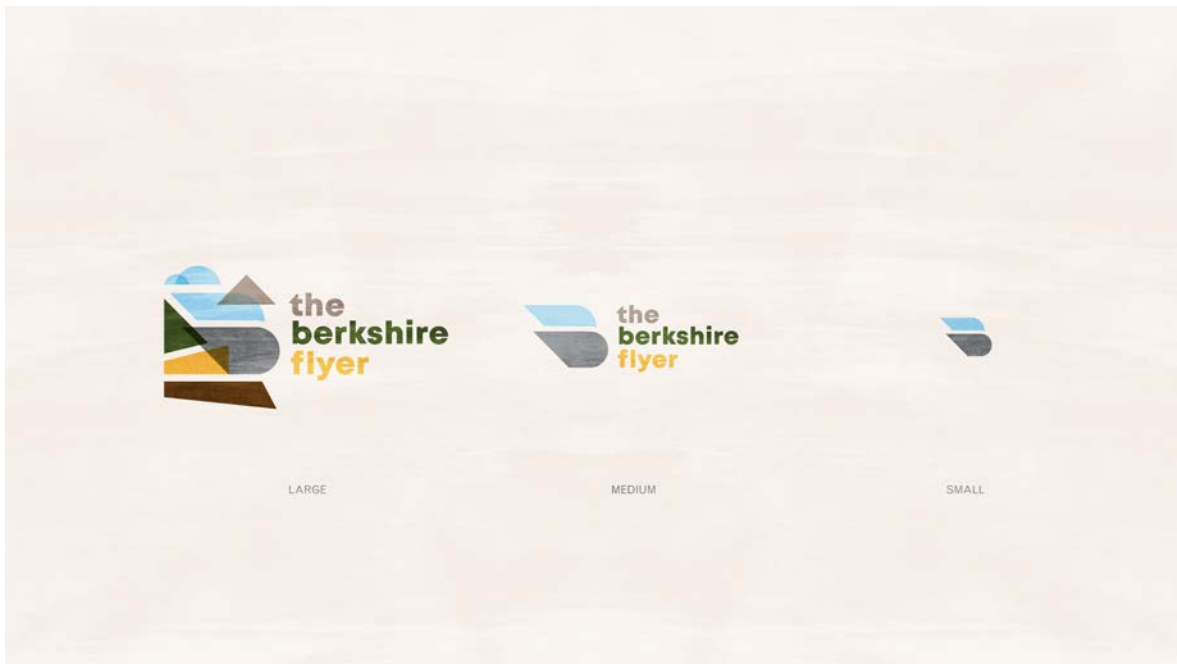 the
berkshire
flyer
the
berkshire
flyer
LARGE
MEDIUM
SMALL